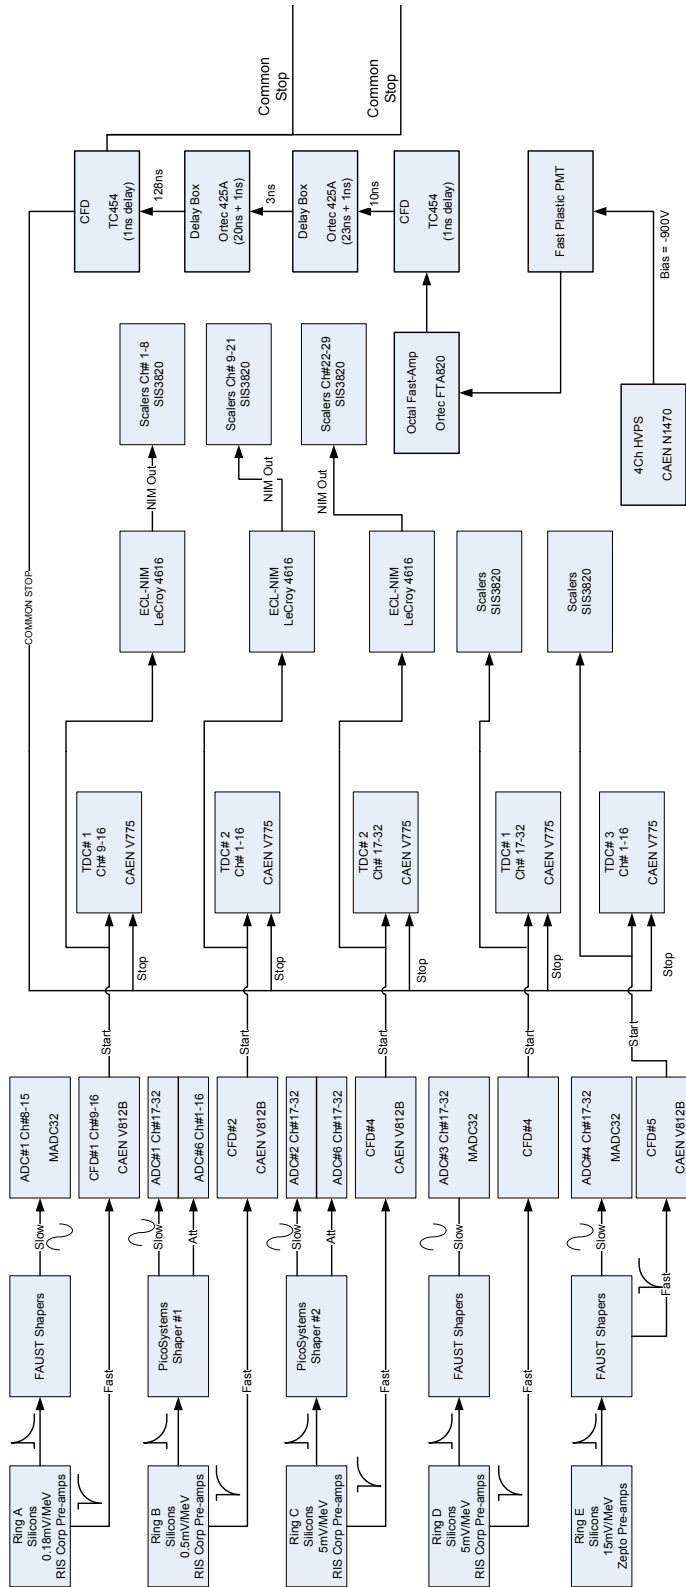 Ring A
Silicons
0.18mV/MeV
RIS Corp Pre-amps
Fast
FAUST Shapers
Slow
ADC#1 Ch#8-15
MADC32
CFD#1 Ch#9-16
CAEN V812B
Start
Stop
TDC# 1
Ch# 9-16
CAEN V775
COMMON STOP
ECL-NIM
LeCroy 4616
NIM Out
Scalers Ch# 1-8
SIS3820
Ring B
Silicons
0.5mV/MeV
RIS Corp Pre-amps
Fast
PicoSystems
Shaper #1
Slow
Att
ADC#1 Ch#17-32
ADC#6 Ch#1-16
CFD#2
CAEN V812B
Start
Stop
TDC# 2
Ch# 1-16
CAEN V775
ECL-NIM
LeCroy 4616
NIM Out
Scalers Ch# 9-21
SIS3820
Ring C
Silicons
5mV/MeV
RIS Corp Pre-amps
Fast
PicoSystems
Shaper #2
Slow
Att
ADC#2 Ch#17-32
ADC#6 Ch#17-32
CFD#4
CAEN V812B
Start
Stop
TDC# 2
Ch# 17-32
CAEN V775
ECL-NIM
LeCroy 4616
NIM Out
Scalers Ch#22-29
SIS3820
Ring D
Silicons
5mV/MeV
RIS Corp Pre-amps
Fast
FAUST Shapers
Slow
ADC#3 Ch#17-32
MADC32
CFD#4
CAEN V812B
Start
Stop
TDC# 1
Ch# 17-32
CAEN V775
Scalers
SIS3820
Ring E
Silicons
15mV/MeV
Zepto Pre-amps
FAUST Shapers
Fast
Slow
ADC#4 Ch#17-32
MADC32
CFD#5
CAEN V812B
Start
Stop
TDC# 3
Ch# 1-16
CAEN V775
Scalers
SIS3820
4Ch HVPS
CAEN N1470
Bias = -900V
Fast Plastic PMT
Octal Fast-Amp
Ortec FTA820
CFD
TC454
(1ns delay)
10ns
Delay Box
Ortec 425A
(23ns + 1ns)
3ns
Delay Box
Ortec 425A
(20ns + 1ns)
128ns
CFD
TC454
(1ns delay)
Common
Stop
Common
Stop